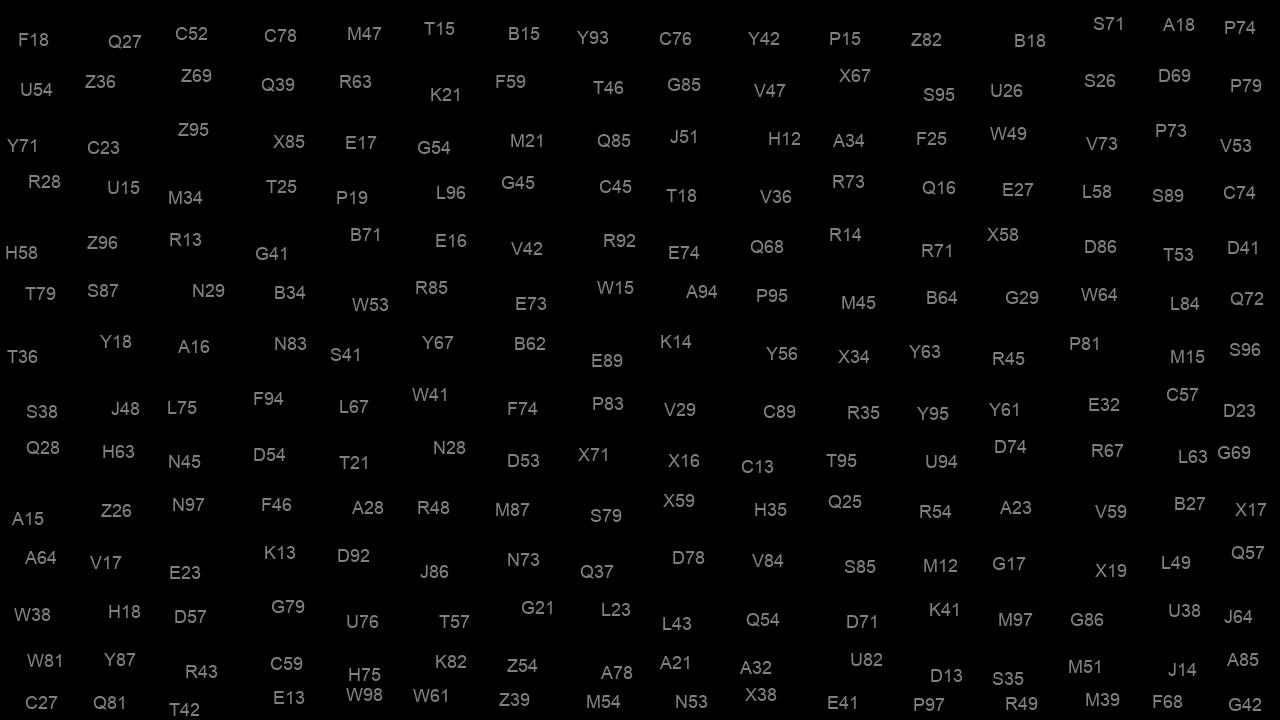 F18 Q27 C52 C78 M47 T15 B15 Y93 C76 Y42 P15 Z82 B18 S71 A18 P74
U54 Z36 Z69 Q39 R63 K21 F59 T46 G85 V47 X67 S95 U26 S26 D69 P79
Y71 C23 Z95 X85 E17 G54 M21 Q85 J51 H12 A34 F25 W49 V73 P73 V53
R28 U15 M34 T25 P19 L96 G45 C45 T18 V36 R73 Q16 E27 L58 S89 C74
H58 Z96 R13 G41 B71 E16 V42 R92 E74 Q68 R14 R71 X58 D86 T53 D41
T79 S87 N29 B34 W53 R85 E73 W15 A94 P95 M45 B64 G29 W64 L84 Q72
T36 Y18 A16 N83 S41 Y67 B62 E89 K14 Y56 X34 Y63 R45 P81 M15 S96
S38 J48 L75 F94 L67 W41 F74 P83 V29 C89 R35 Y95 Y61 E32 C57 D23
Q28 H63 N45 D54 T21 N28 D53 X71 X16 C13 T95 U94 D74 R67 L63 G69
A15 Z26 N97 F46 A28 R48 M87 S79 X59 H35 Q25 R54 A23 V59 B27 X17
A64 V17 E23 K13 D92 J86 N73 Q37 D78 V84 S85 M12 G17 X19 L49 Q57
W38 H18 D57 G79 U76 T57 G21 L23 L43 Q54 D71 K41 M97 G86 U38 J64
W81 Y87 R43 C59 H75 K82 Z54 A78 A21 A32 U82 D13 S35 M51 J14 A85
C27 Q81 T42 E13 W98 W61 Z39 M54 N53 X38 E41 P97 R49 M39 F68 G42